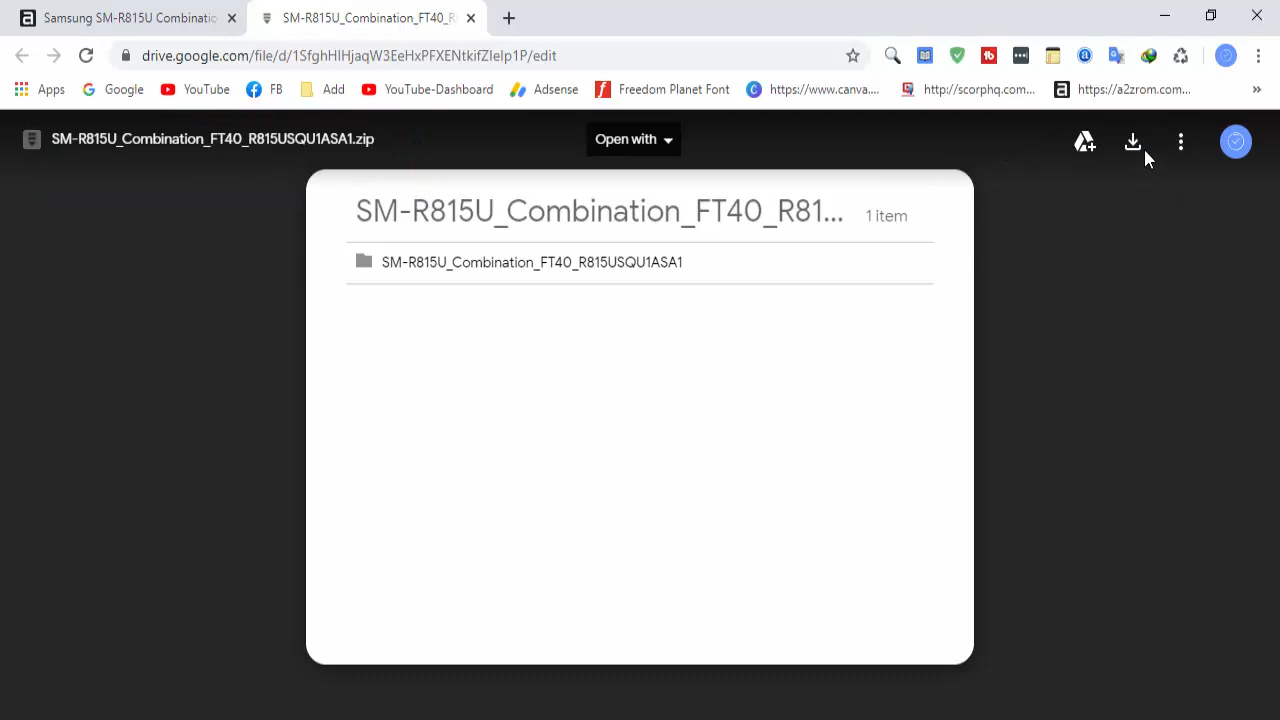 Samsung SM-R815U Combinatio
SM-R815U_Combination_FT40_R
drive.google.com/file/d/1SfghHIHjaqW3EeHxPFXENtkifZIeIp1P/edit
Apps
Google
YouTube
FB
Add
YouTube-Dashboard
Adsense
Freedom Planet Font
https://www.canva....
http://scorphq.com...
https://a2zrom.com...
»
SM-R815U_Combination_FT40_R815USQU1ASA1.zip
Open with
SM-R815U_Combination_FT40_R81... 1 item
SM-R815U_Combination_FT40_R815USQU1ASA1